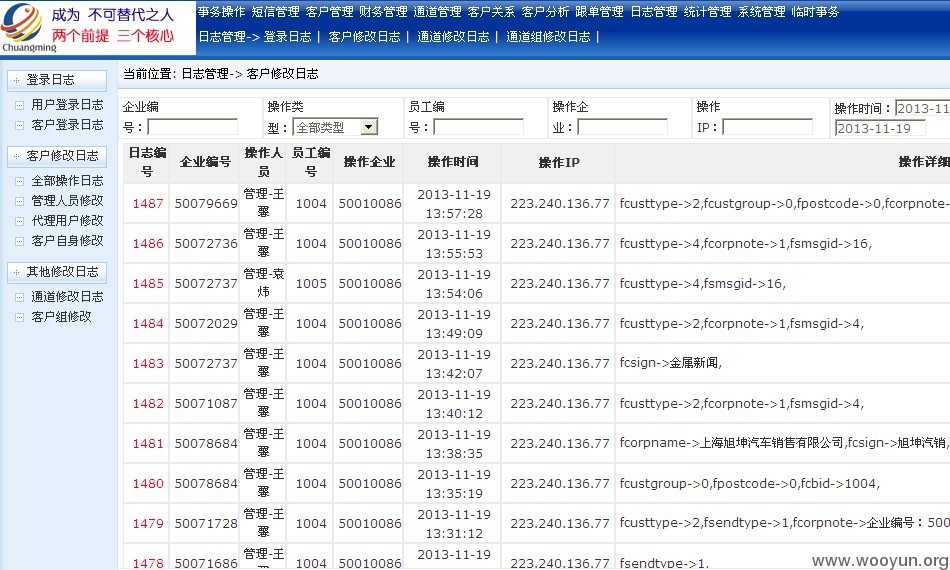 成为 不可替代之人
两个前提 三个核心
Chuangming
事务操作 短信管理 客户管理 财务管理 通道管理 客户关系 客户分析 跟单管理 日志管理 统计管理 系统管理 临时事务
日志管理-> 登录日志 | 客户修改日志 | 通道修改日志 | 通道组修改日志 |
当前位置：日志管理-> 客户修改日志
登录日志
用户登录日志
客户登录日志
客户修改日志
全部操作日志
管理人员修改
代理用户修改
客户自身修改
其他修改日志
通道修改日志
客户组修改
企业编号：
操作类型：全部类型
员工编号：
操作企业：
操作IP：
操作时间：2013-11
2013-11-19
日志编号 企业编号 操作人员 员工编号 操作企业 操作时间 操作IP 操作详细
1487 50079669 管理-王馨 1004 50010086 2013-11-19 13:57:28 223.240.136.77 fcusttype->2,fcustgroup->0,fpostcode->0,fcorpnote-
1486 50072736 管理-王馨 1004 50010086 2013-11-19 13:55:53 223.240.136.77 fcusttype->4,fcorpnote->1,fsmsgid->16,
1485 50072737 管理-袁炜 1005 50010086 2013-11-19 13:54:06 223.240.136.77 fcusttype->4,fsmsgid->16,
1484 50072029 管理-王馨 1004 50010086 2013-11-19 13:49:09 223.240.136.77 fcusttype->2,fcorpnote->1,fsmsgid->4,
1483 50072737 管理-王馨 1004 50010086 2013-11-19 13:42:07 223.240.136.77 fcsign->金属新闻,
1482 50071087 管理-王馨 1004 50010086 2013-11-19 13:40:12 223.240.136.77 fcusttype->2,fcorpnote->1,fsmsgid->4,
1481 50078684 管理-王馨 1004 50010086 2013-11-19 13:38:35 223.240.136.77 fcorpname->上海旭坤汽车销售有限公司,fcsign->旭坤汽销,
1480 50078684 管理-王馨 1004 50010086 2013-11-19 13:35:19 223.240.136.77 fcustgroup->0,fpostcode->0,fcbid->1004,
1479 50071728 管理-王馨 1004 50010086 2013-11-19 13:31:12 223.240.136.77 fcusttype->2,fsendtype->1,fcorpnote->企业编号：500
1478 50071686 管理-王 1004 50010086 2013-11-19 223.240.136.77 fsendtype->1,
www.wooyun.org